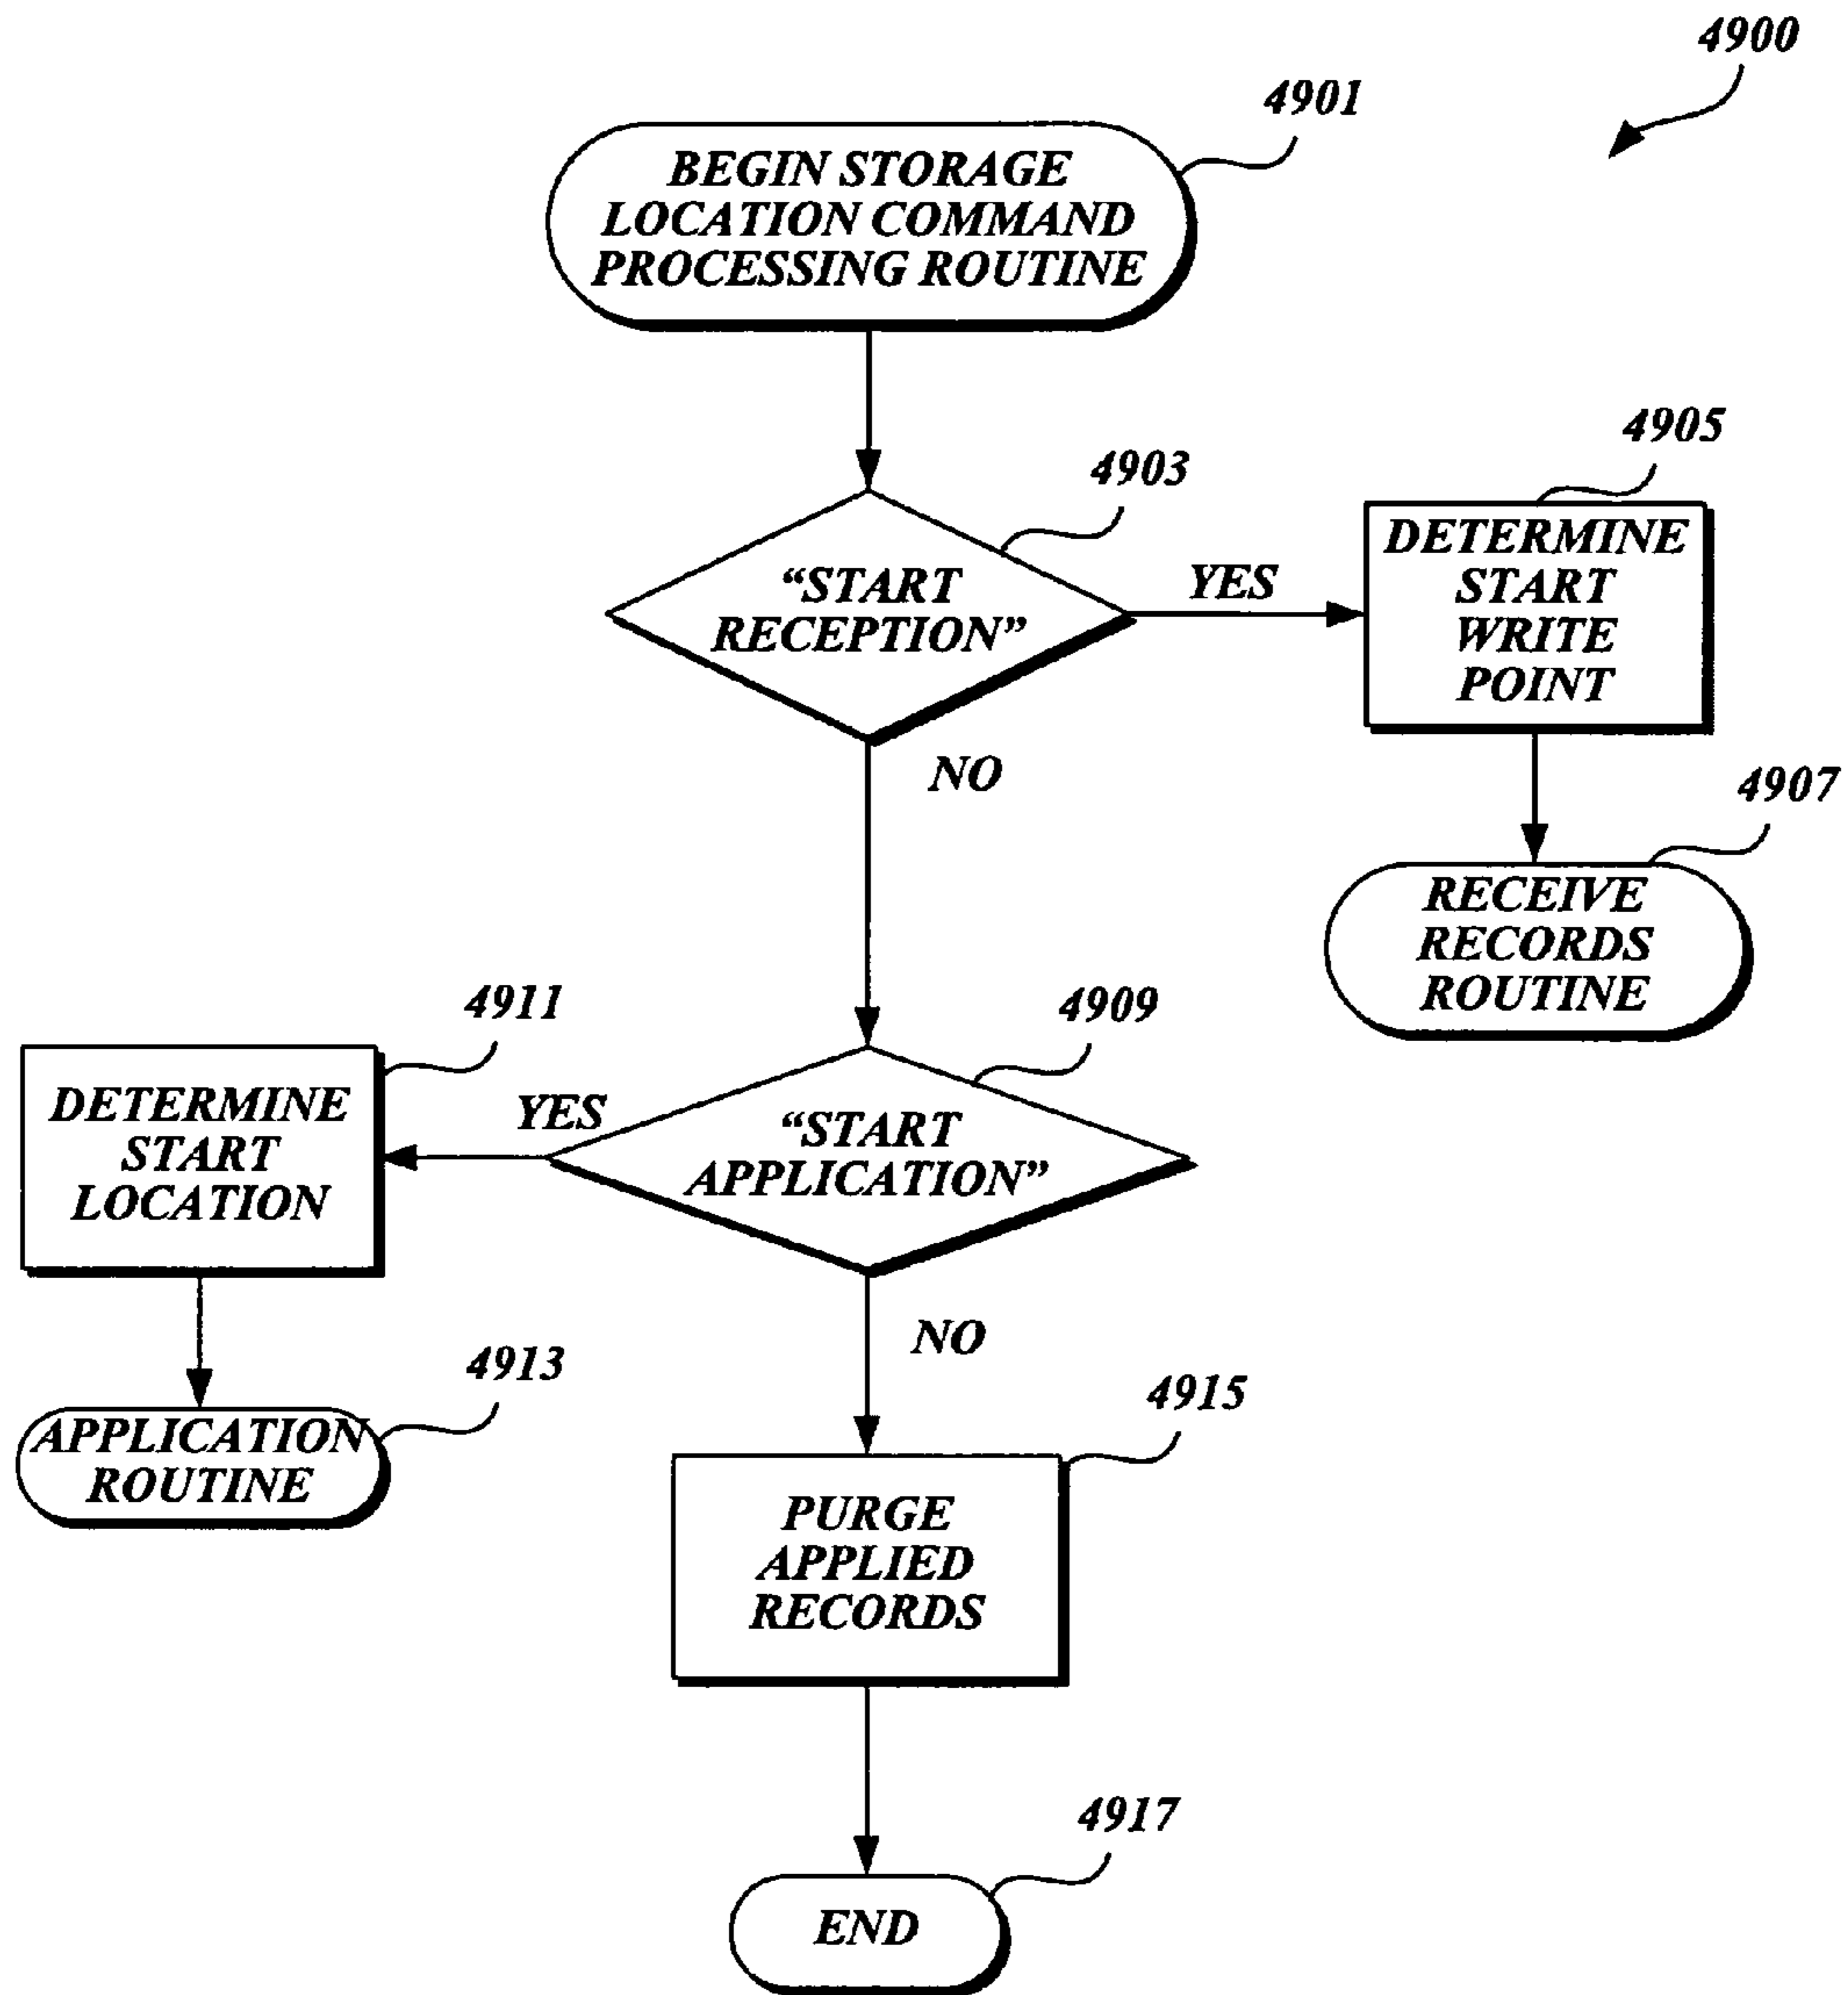 4900
4901
BEGIN STORAGE
LOCATION COMMAND
PROCESSING ROUTINE
4903
“START
RECEPTION”
YES
NO
4905
DETERMINE
START
WRITE
POINT
4907
RECEIVE
RECORDS
ROUTINE
4909
“START
APPLICATION”
YES
NO
4911
DETERMINE
START
LOCATION
4913
APPLICATION
ROUTINE
4915
PURGE
APPLIED
RECORDS
4917
END